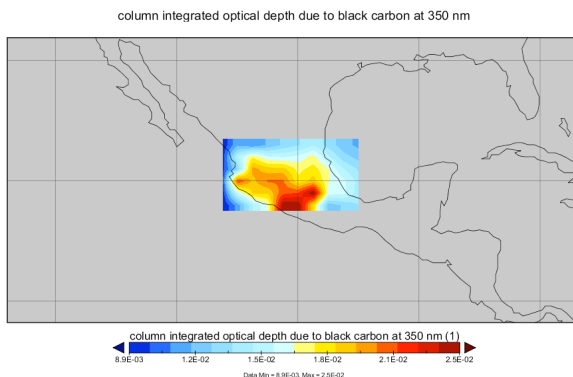 column integrated optical depth due to black carbon at 350 nm
column integrated optical depth due to black carbon at 350 nm (1)
8.9E-03 1.2E-02 1.5E-02 1.8E-02 2.1E-02 2.5E-02
Data Min = 8.9E-03, Max = 2.5E-02